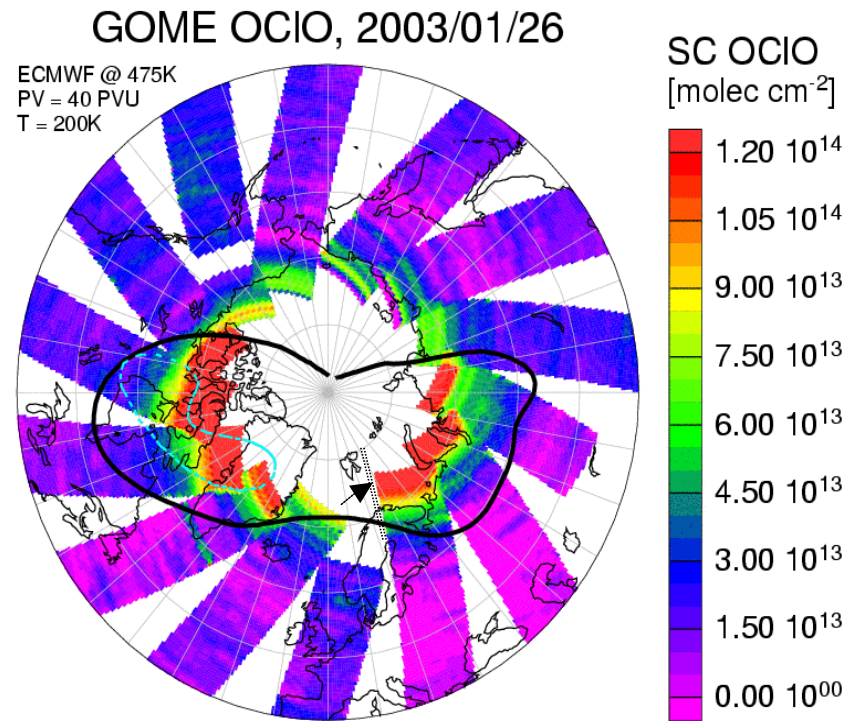 GOME OClO, 2003/01/26
ECMWF @ 475K
PV = 40 PVU
T = 200K
SC OClO
[molec cm⁻²]
1.20 10¹⁴
1.05 10¹⁴
9.00 10¹³
7.50 10¹³
6.00 10¹³
4.50 10¹³
3.00 10¹³
1.50 10¹³
0.00 10⁰⁰